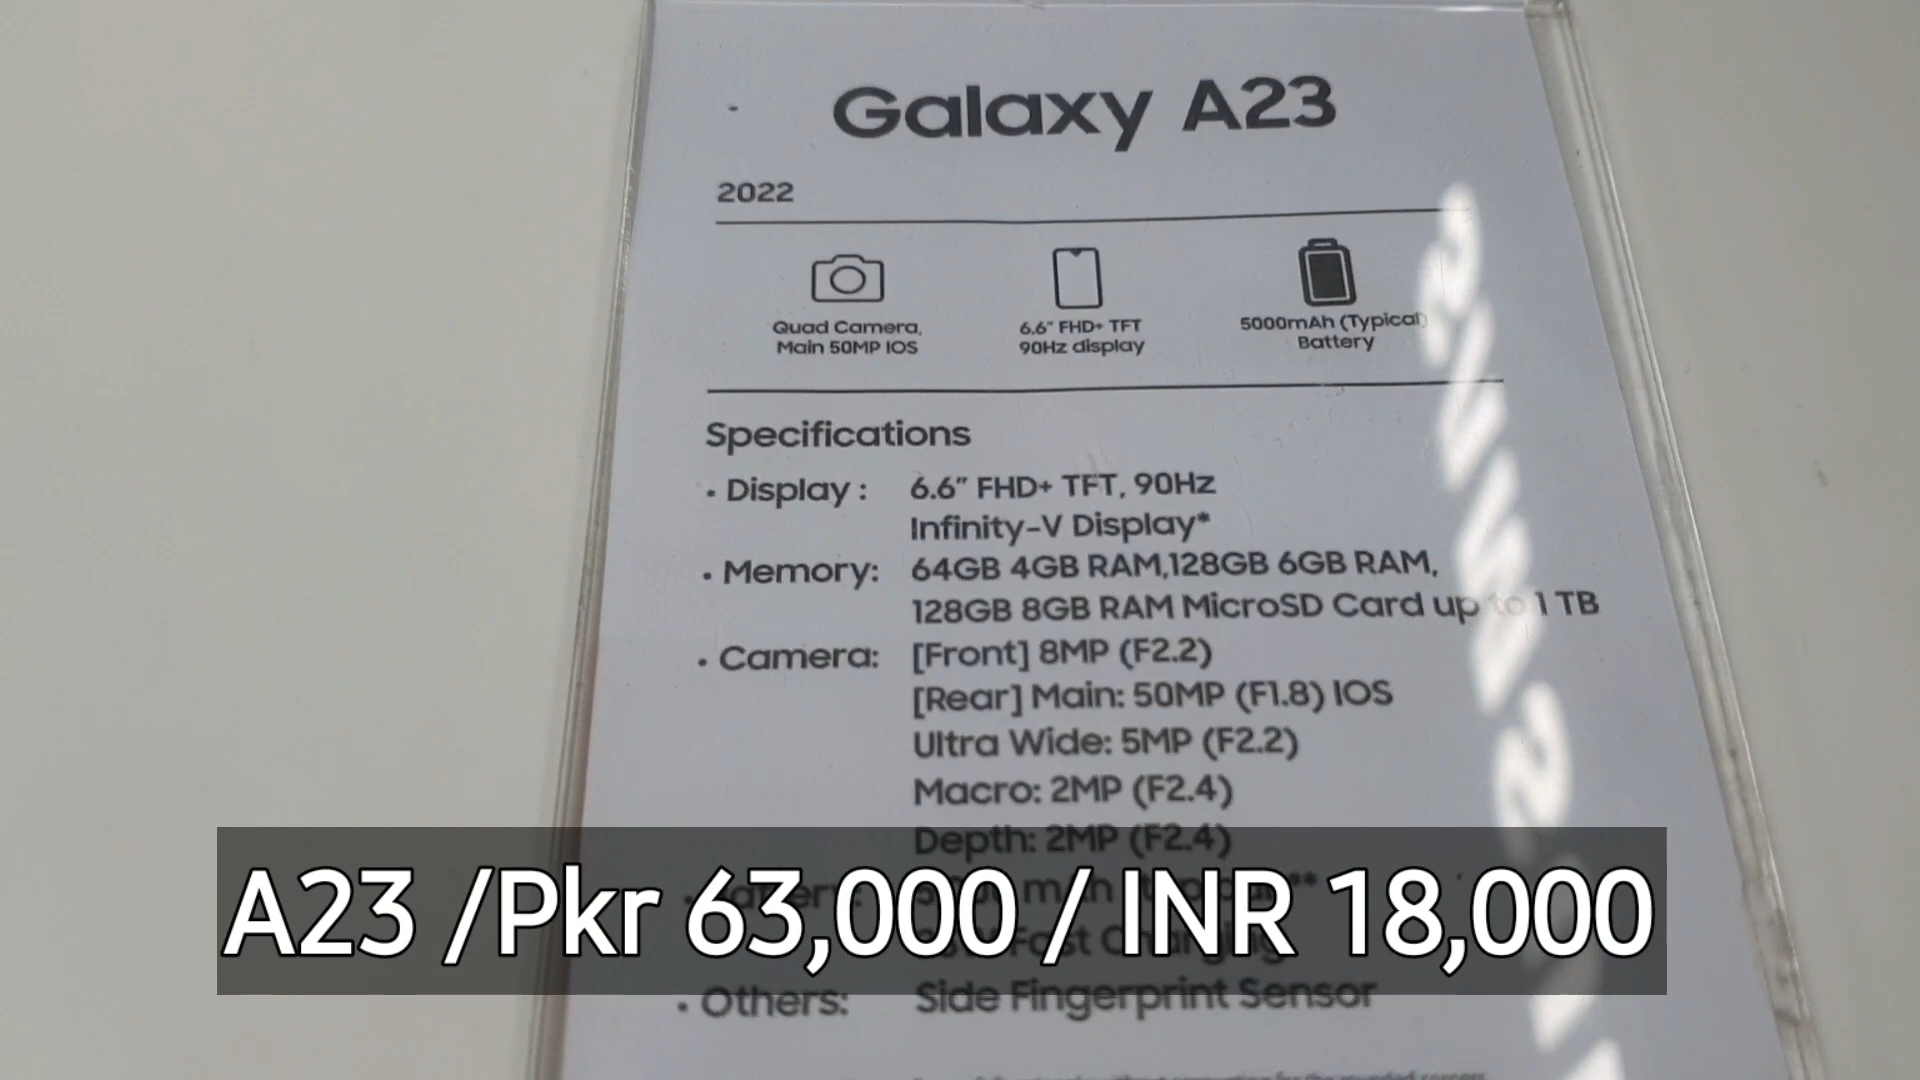 Galaxy A23
2022
Quad Camera,
Main 50MP IOS
6.6" FHD+ TFT
90Hz display
5000mAh (Typical)
Battery
Specifications
• Display : 6.6" FHD+ TFT, 90Hz
Infinity-V Display*
• Memory: 64GB 4GB RAM,128GB 6GB RAM,
128GB 8GB RAM MicroSD Card up to 1 TB
• Camera: [Front] 8MP (F2.2)
[Rear] Main: 50MP (F1.8) IOS
Ultra Wide: 5MP (F2.2)
Macro: 2MP (F2.4)
Depth: 2MP (F2.4)
A23 /Pkr 63,000 / INR 18,000
Fast Charging
• Others: Side Fingerprint Sensor